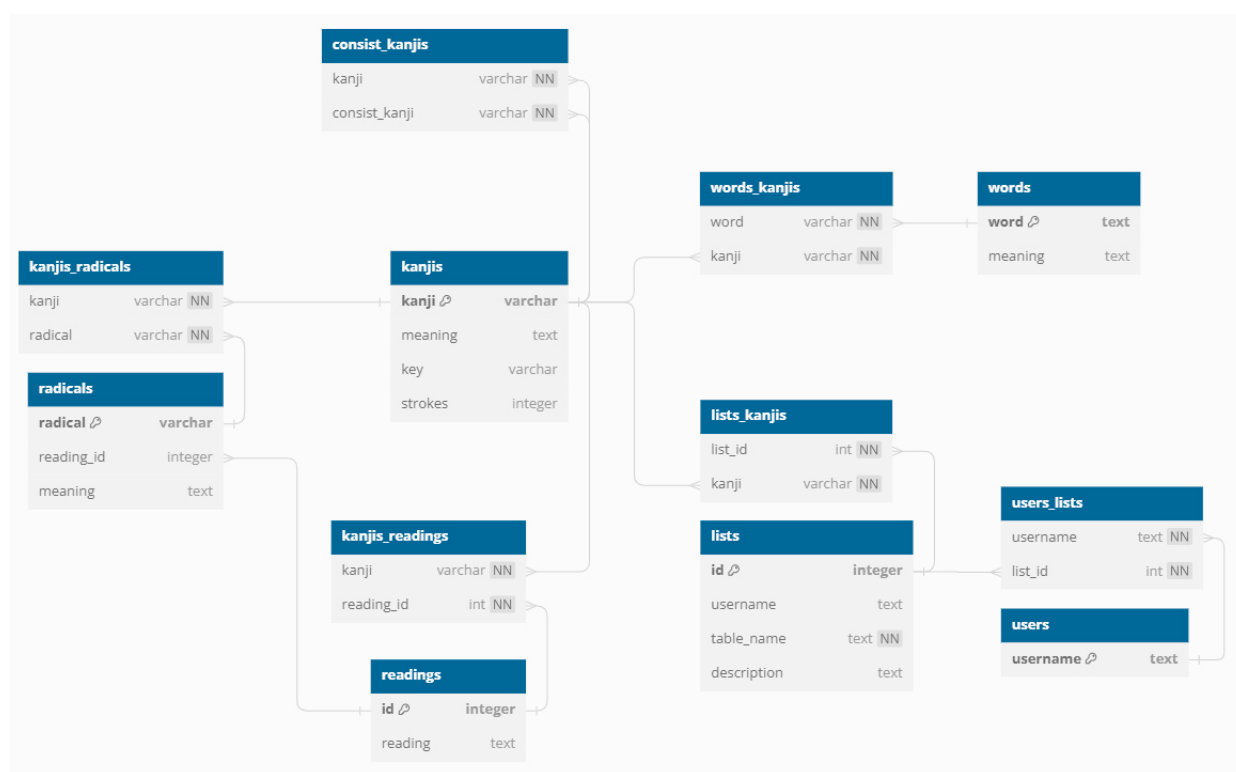 consist_kanjis
kanji varchar NN
consist_kanji varchar NN
words_kanjis
word varchar NN
kanji varchar NN
words
word text
meaning text
kanjis_radicals
kanji varchar NN
radical varchar NN
kanjis
kanji varchar
meaning text
key varchar
strokes integer
radicals
radical varchar
reading_id integer
meaning text
lists_kanjis
list_id int NN
kanji varchar NN
users_lists
username text NN
list_id int NN
kanjis_readings
kanji varchar NN
reading_id int NN
lists
id integer
username text
table_name text NN
description text
users
username text
readings
id integer
reading text